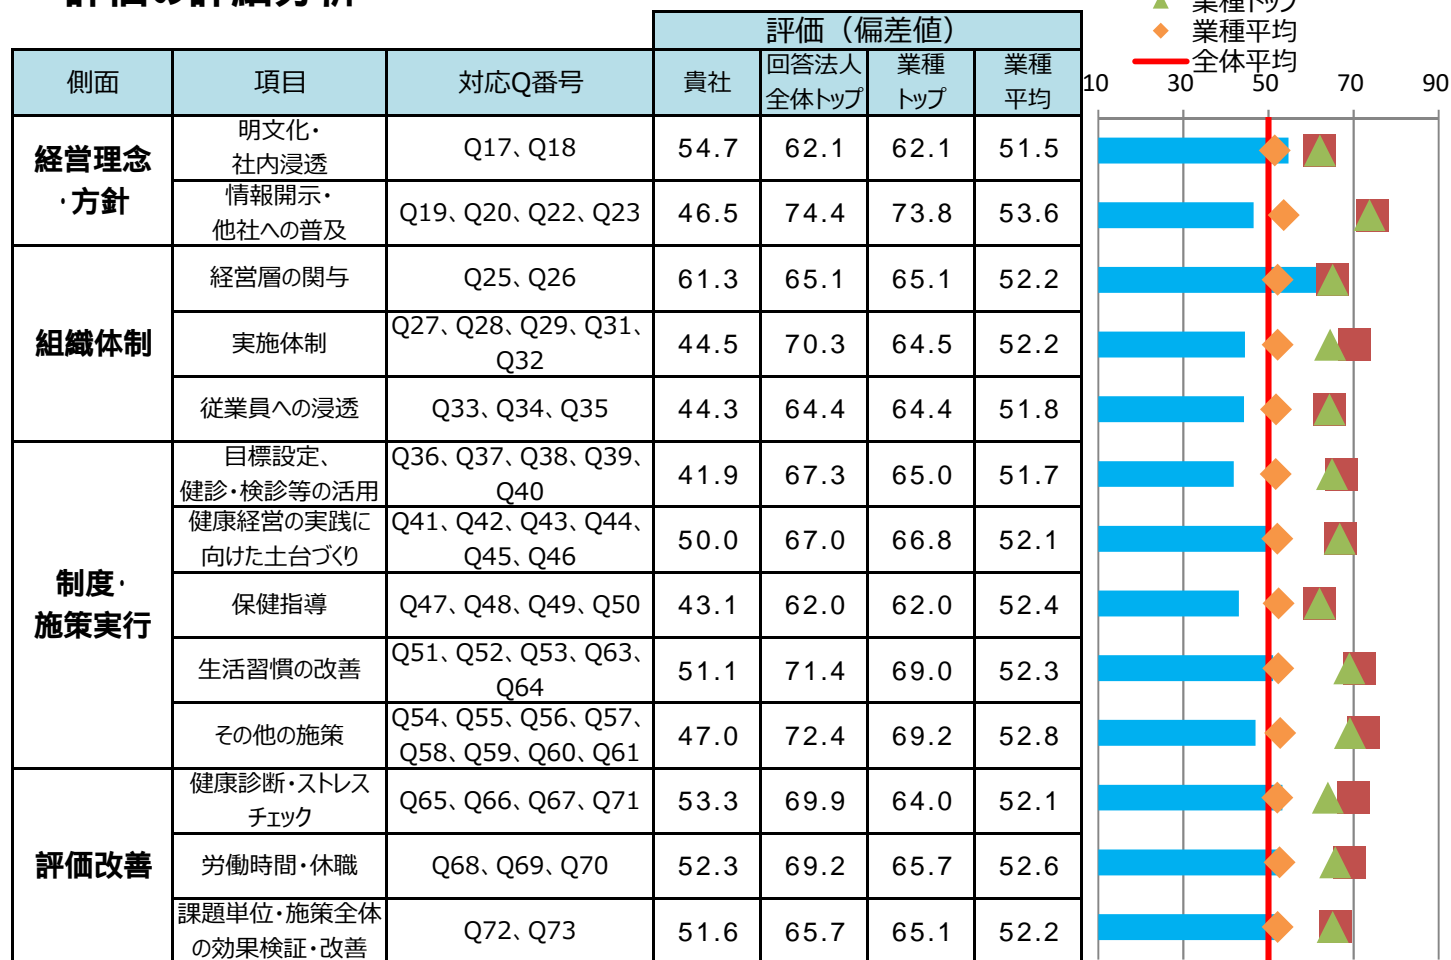 評価の詳細分析
業種トップ
業種平均
全体平均
評価（偏差値）
側面 項目 対応Q番号 貴社 回答法人全体トップ 業種トップ 業種平均
10 30 50 70 90
経営理念・方針
明文化・社内浸透 Q17、Q18 54.7 62.1 62.1 51.5
情報開示・他社への普及 Q19、Q20、Q22、Q23 46.5 74.4 73.8 53.6
組織体制
経営層の関与 Q25、Q26 61.3 65.1 65.1 52.2
実施体制 Q27、Q28、Q29、Q31、Q32 44.5 70.3 64.5 52.2
従業員への浸透 Q33、Q34、Q35 44.3 64.4 64.4 51.8
制度・施策実行
目標設定、健診・検診等の活用 Q36、Q37、Q38、Q39、Q40 41.9 67.3 65.0 51.7
健康経営の実践に向けた土台づくり Q41、Q42、Q43、Q44、Q45、Q46 50.0 67.0 66.8 52.1
保健指導 Q47、Q48、Q49、Q50 43.1 62.0 62.0 52.4
生活習慣の改善 Q51、Q52、Q53、Q63、Q64 51.1 71.4 69.0 52.3
その他の施策 Q54、Q55、Q56、Q57、Q58、Q59、Q60、Q61 47.0 72.4 69.2 52.8
評価改善
健康診断・ストレスチェック Q65、Q66、Q67、Q71 53.3 69.9 64.0 52.1
労働時間・休職 Q68、Q69、Q70 52.3 69.2 65.7 52.6
課題単位・施策全体の効果検証・改善 Q72、Q73 51.6 65.7 65.1 52.2